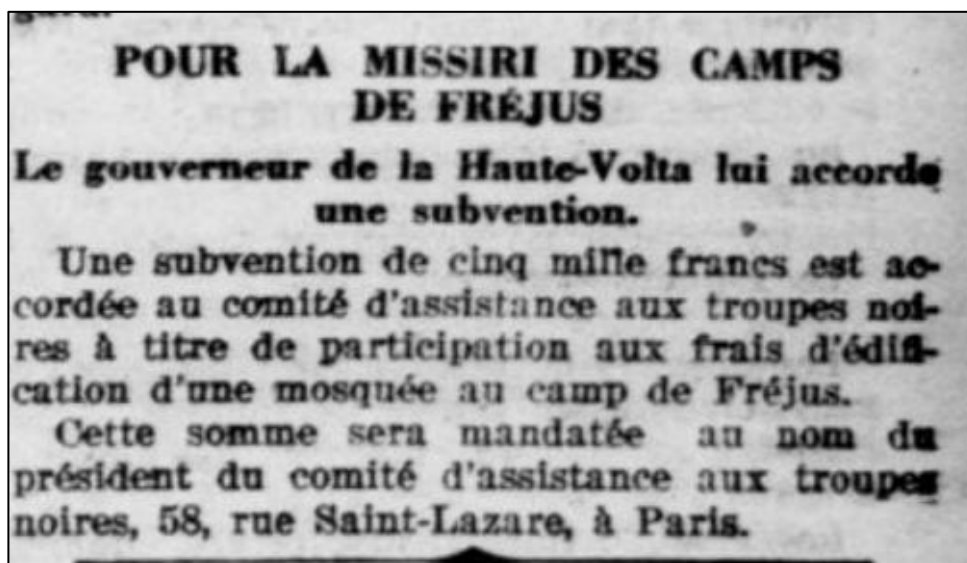 POUR LA MISSIRI DES CAMPS
DE FRÉJUS
Le gouverneur de la Haute-Volta lui accorde
une subvention.
Une subvention de cinq mille francs est ac-
cordée au comité d'assistance aux troupes noi-
res à titre de participation aux frais d'édifi-
cation d'une mosquée au camp de Fréjus.
Cette somme sera mandatée au nom du
président du comité d'assistance aux troupes
noires, 58, rue Saint-Lazare, à Paris.